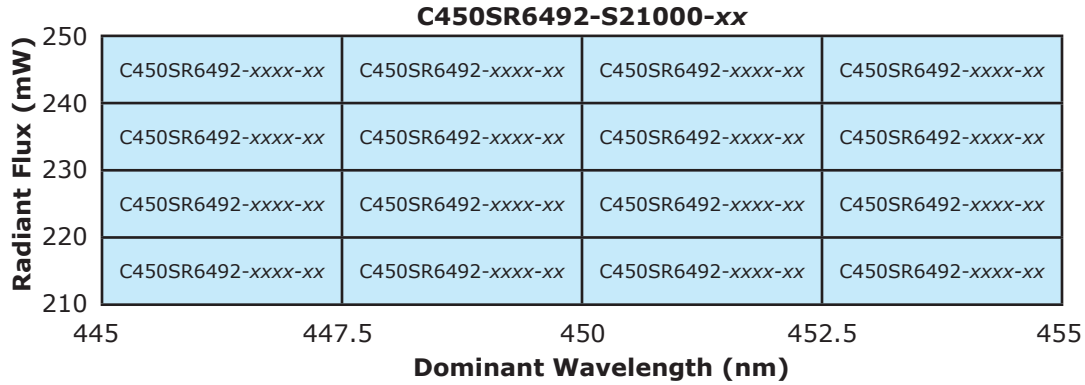 C450SR6492-S21000-xx
250
C450SR6492-xxxx-xx C450SR6492-xxxx-xx C450SR6492-xxxx-xx C450SR6492-xxxx-xx
240
C450SR6492-xxxx-xx C450SR6492-xxxx-xx C450SR6492-xxxx-xx C450SR6492-xxxx-xx
230
C450SR6492-xxxx-xx C450SR6492-xxxx-xx C450SR6492-xxxx-xx C450SR6492-xxxx-xx
220
C450SR6492-xxxx-xx C450SR6492-xxxx-xx C450SR6492-xxxx-xx C450SR6492-xxxx-xx
210
Radiant Flux (mW)
445 447.5 450 452.5 455
Dominant Wavelength (nm)